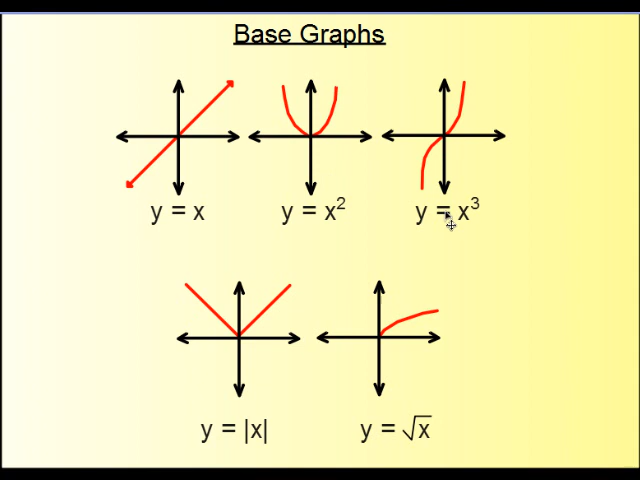 Base Graphs
y = x
y = x²
y = x³
y = |x|
y = √x